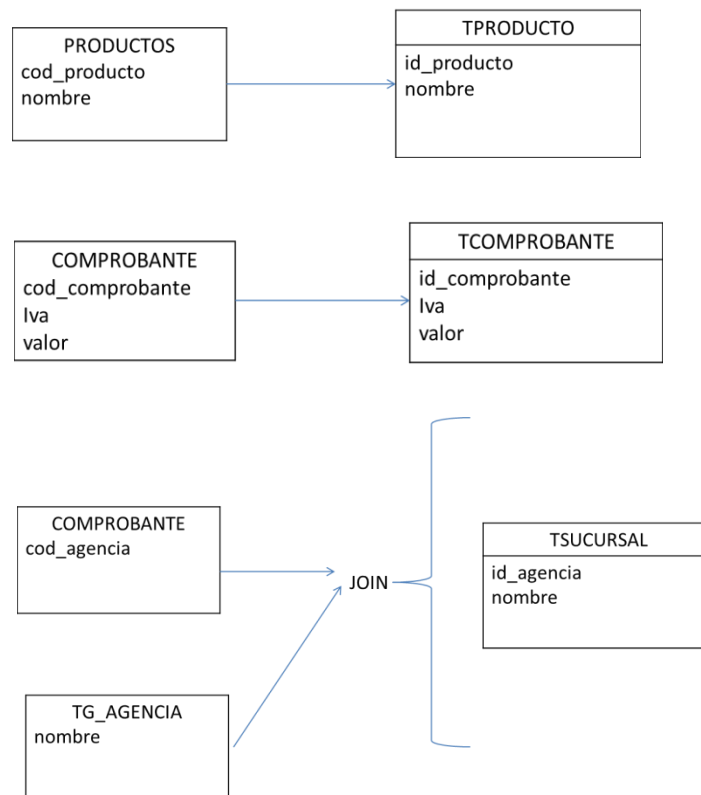 PRODUCTOS
cod_producto
nombre
TPRODUCTO
id_producto
nombre
COMPROBANTE
cod_comprobante
Iva
valor
TCOMPROBANTE
id_comprobante
Iva
valor
COMPROBANTE
cod_agencia
TG_AGENCIA
nombre
JOIN
TSUCURSAL
id_agencia
nombre